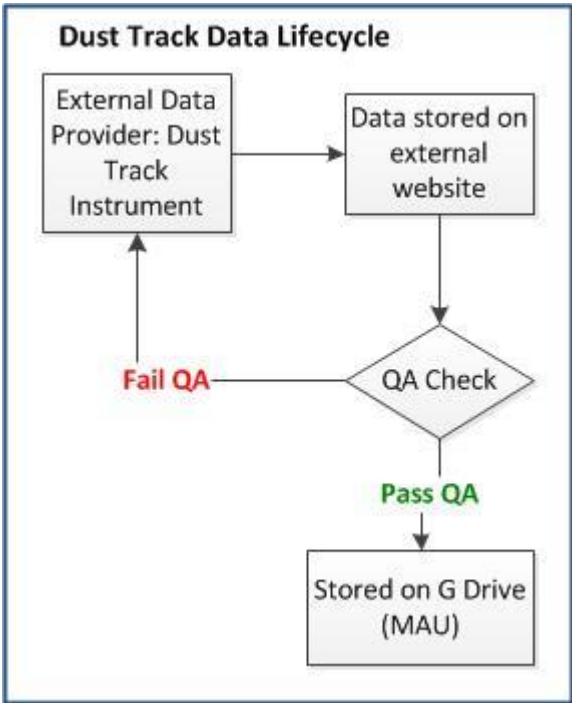 Dust Track Data Lifecycle
External Data
Provider: Dust
Track
Instrument
Data stored on
external
website
Fail QA
QA Check
Pass QA
Stored on G Drive
(MAU)